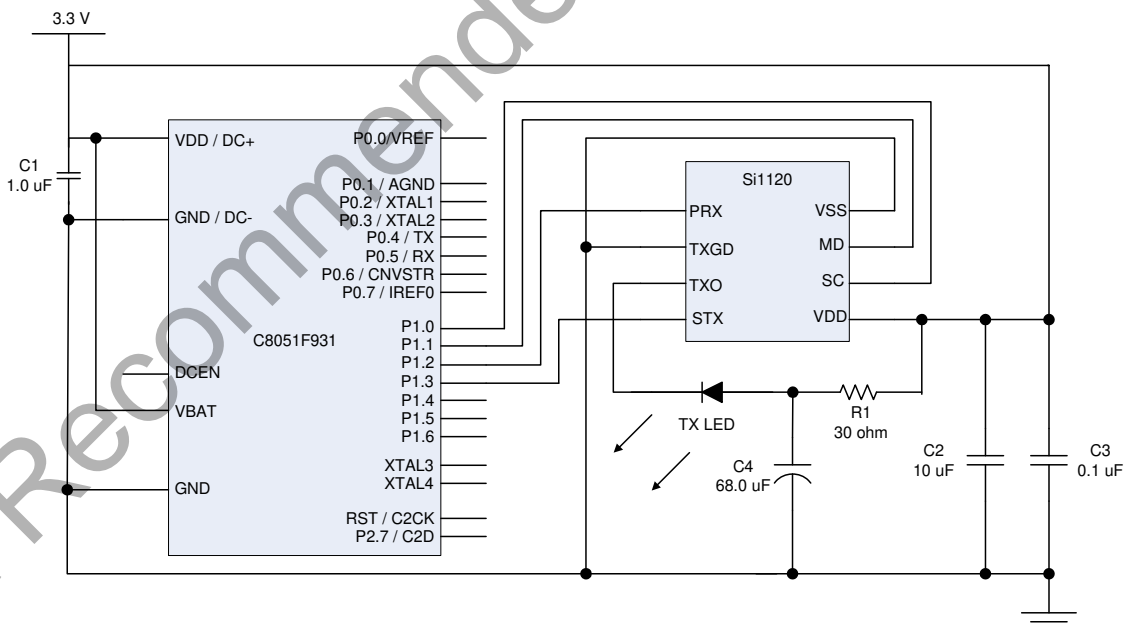 3.3 V
C1
1.0 uF
VDD / DC+
GND / DC-
DCEN
VBAT
GND
C8051F931
P0.0/VREF
P0.1 / AGND
P0.2 / XTAL1
P0.3 / XTAL2
P0.4 / TX
P0.5 / RX
P0.6 / CNVSTR
P0.7 / IREF0
P1.0
P1.1
P1.2
P1.3
P1.4
P1.5
P1.6
XTAL3
XTAL4
RST / C2CK
P2.7 / C2D
Si1120
PRX
TXGD
TXO
STX
VSS
MD
SC
VDD
TX LED
R1
30 ohm
C4
68.0 uF
C2
10 uF
C3
0.1 uF